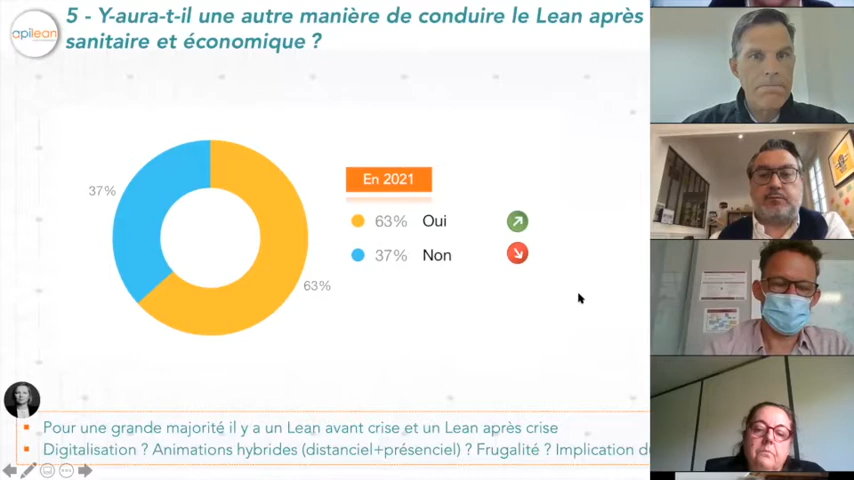 apilean
5 - Y-aura-t-il une autre manière de conduire le Lean après
sanitaire et économique ?
37%
63%
En 2021
63% Oui
37% Non
Pour une grande majorité il y a un Lean avant crise et un Lean après crise
Digitalisation ? Animations hybrides (distanciel+présenciel) ? Frugalité ? Implication